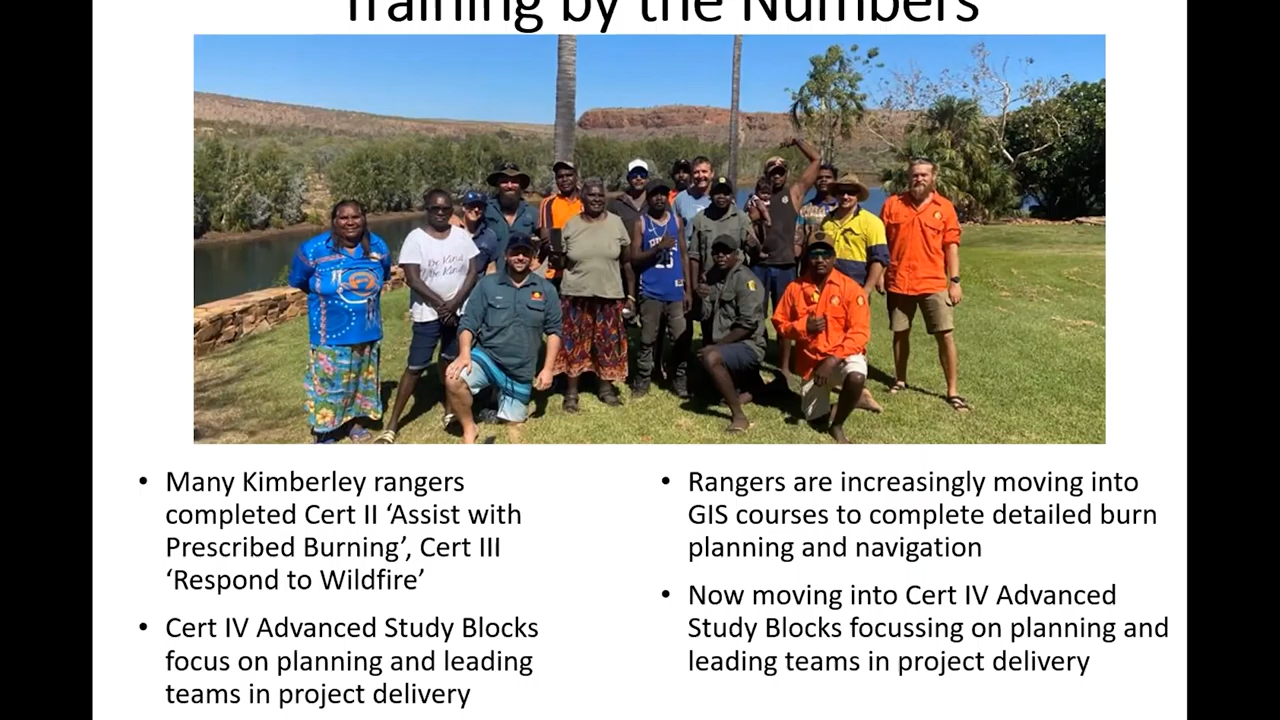 Training by the Numbers
Be Kind
• Many Kimberley rangers
completed Cert II ‘Assist with
Prescribed Burning’, Cert III
‘Respond to Wildfire’
• Cert IV Advanced Study Blocks
focus on planning and leading
teams in project delivery
• Rangers are increasingly moving into
GIS courses to complete detailed burn
planning and navigation
• Now moving into Cert IV Advanced
Study Blocks focussing on planning and
leading teams in project delivery